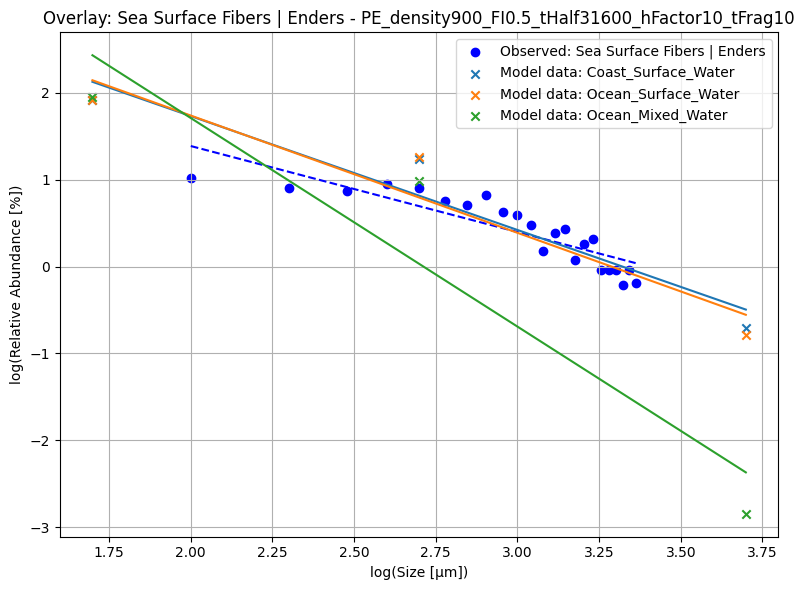 Overlay: Sea Surface Fibers | Enders - PE_density900_FI0.5_tHalf31600_hFactor10_tFrag10
Observed: Sea Surface Fibers | Enders
Model data: Coast_Surface_Water
Model data: Ocean_Surface_Water
Model data: Ocean_Mixed_Water
log(Relative Abundance [%])
2
1
0
−1
−2
−3
1.75 2.00 2.25 2.50 2.75 3.00 3.25 3.50 3.75
log(Size [µm])